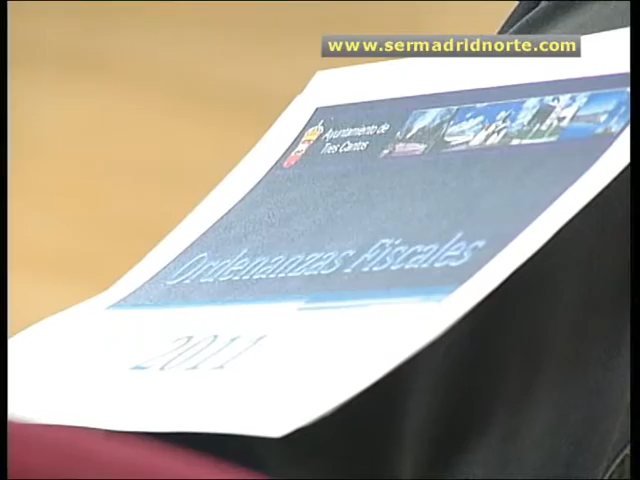 www.sermadridnorte.com
Ayuntamiento de
Tres Cantos
Ordenanzas Fiscales
2011